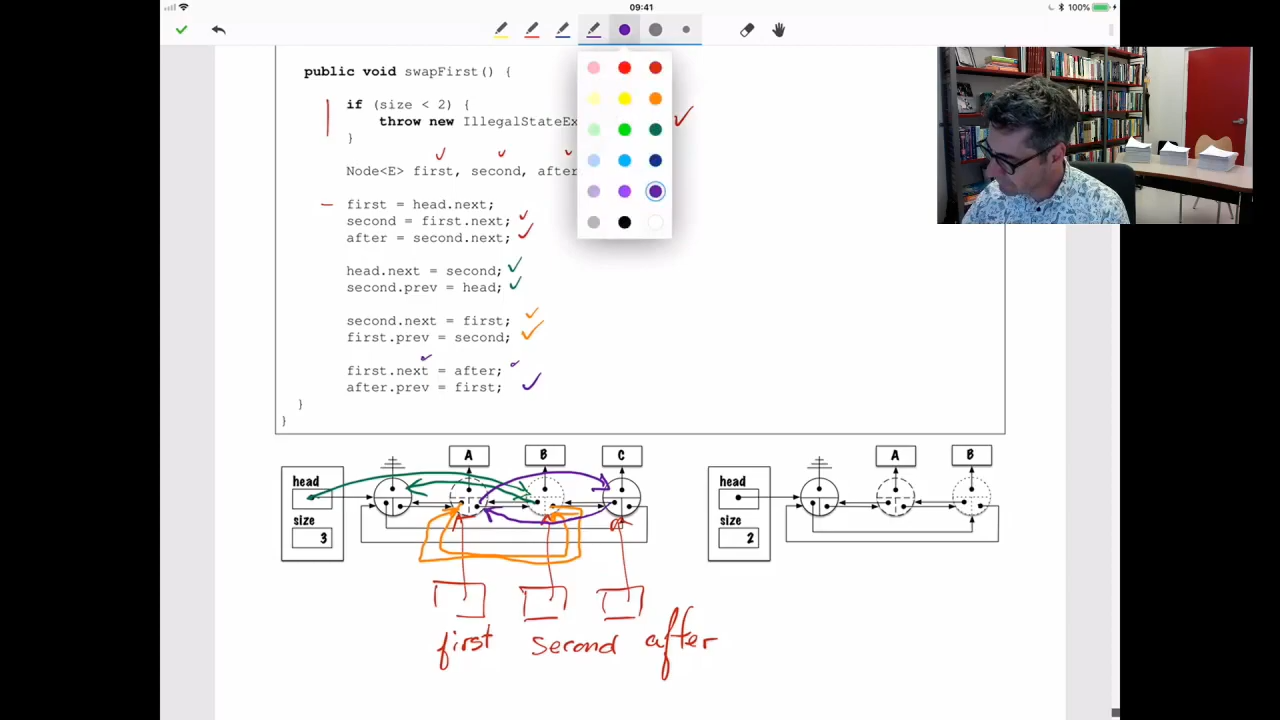 09:41
100%
public void swapFirst() {
if (size < 2) {
throw new IllegalStateEx
}
Node<E> first, second, after
first = head.next;
second = first.next;
after = second.next;
head.next = second;
second.prev = head;
second.next = first;
first.prev = second;
first.next = after;
after.prev = first;
}
}
A B C
head
size
3
A B
head
size
2
first second after